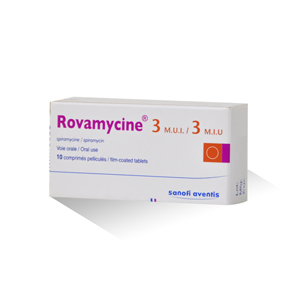 Rovamycine® 3 M.U.I. / 3 M.I.U
spiramycine / spiramycin
Voie orale / Oral use
10 comprimés pelliculés / film-coated tablets
sanofi aventis